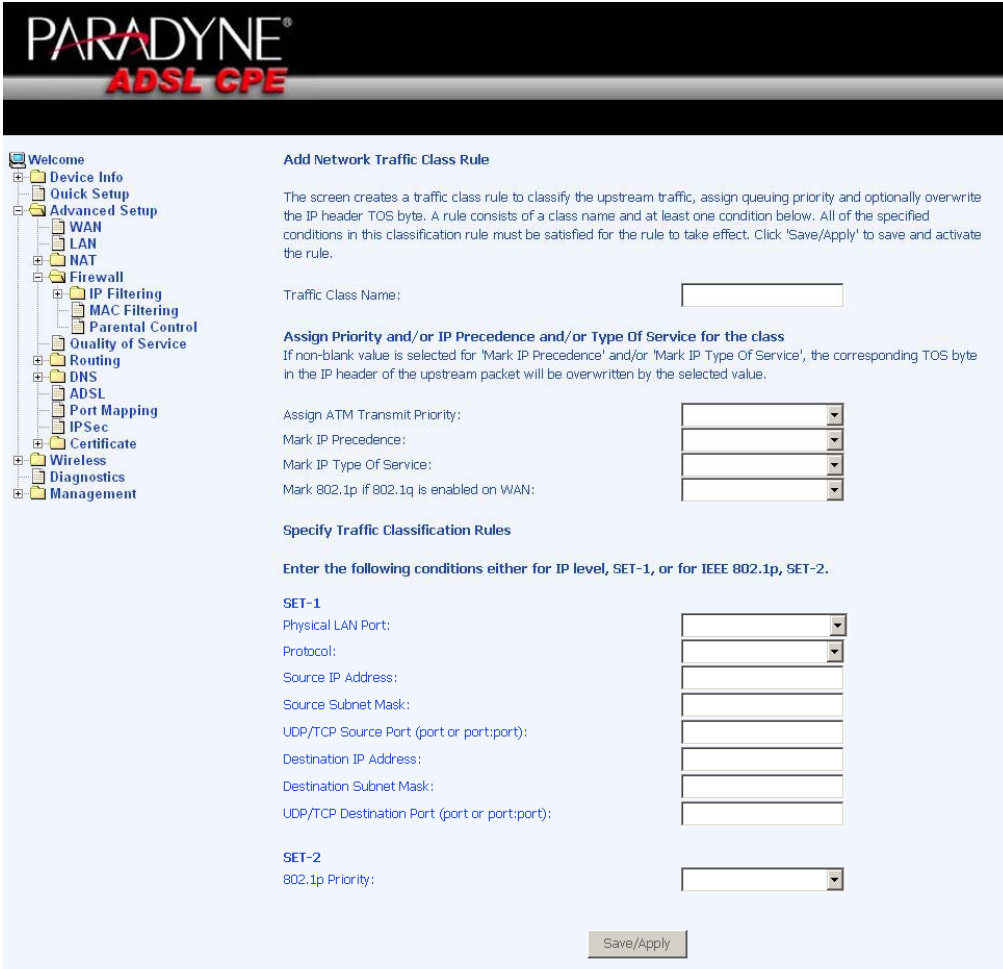 PARADYNE®
ADSL CPE
Welcome
Device Info
Quick Setup
Advanced Setup
WAN
LAN
NAT
Firewall
IP Filtering
MAC Filtering
Parental Control
Quality of Service
Routing
DNS
ADSL
Port Mapping
IPSec
Certificate
Wireless
Diagnostics
Management
Add Network Traffic Class Rule
The screen creates a traffic class rule to classify the upstream traffic, assign queuing priority and optionally overwrite
the IP header TOS byte. A rule consists of a class name and at least one condition below. All of the specified
conditions in this classification rule must be satisfied for the rule to take effect. Click 'Save/Apply' to save and activate
the rule.
Traffic Class Name:
Assign Priority and/or IP Precedence and/or Type Of Service for the class
If non-blank value is selected for 'Mark IP Precedence' and/or 'Mark IP Type Of Service', the corresponding TOS byte
in the IP header of the upstream packet will be overwritten by the selected value.
Assign ATM Transmit Priority:
Mark IP Precedence:
Mark IP Type Of Service:
Mark 802.1p if 802.1q is enabled on WAN:
Specify Traffic Classification Rules
Enter the following conditions either for IP level, SET-1, or for IEEE 802.1p, SET-2.
SET-1
Physical LAN Port:
Protocol:
Source IP Address:
Source Subnet Mask:
UDP/TCP Source Port (port or port:port):
Destination IP Address:
Destination Subnet Mask:
UDP/TCP Destination Port (port or port:port):
SET-2
802.1p Priority:
Save/Apply